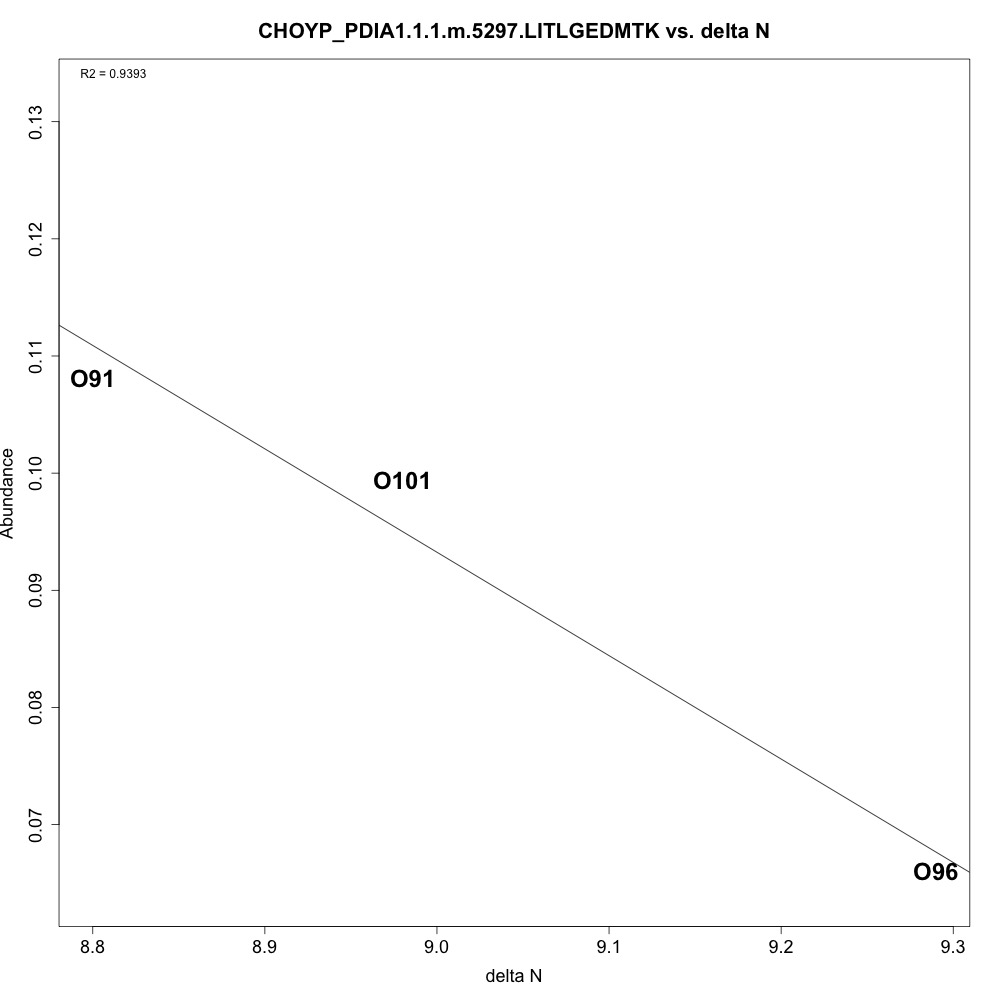 CHOYP_PDIA1.1.1.m.5297.LITLGEDMTK vs. delta N
R2 = 0.9393
0.13
0.12
0.11
O91
0.10
O101
Abundance
0.09
0.08
0.07
O96
8.8 8.9 9.0 9.1 9.2 9.3
delta N